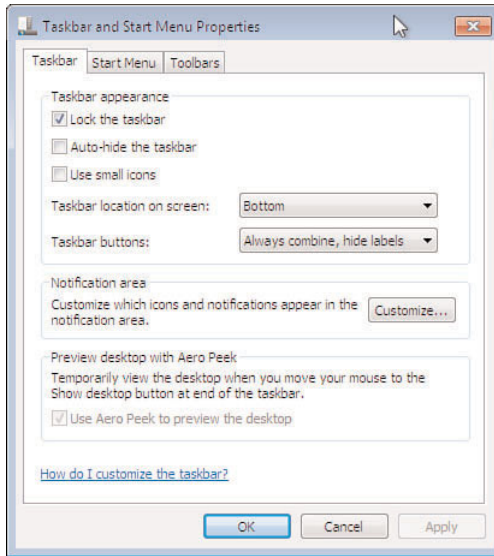 Taskbar and Start Menu Properties
Taskbar
Start Menu
Toolbars
Taskbar appearance
Lock the taskbar
Auto-hide the taskbar
Use small icons
Taskbar location on screen:
Bottom
Taskbar buttons:
Always combine, hide labels
Notification area
Customize which icons and notifications appear in the
notification area.
Customize...
Preview desktop with Aero Peek
Temporarily view the desktop when you move your mouse to the
Show desktop button at end of the taskbar.
Use Aero Peek to preview the desktop
How do I customize the taskbar?
OK
Cancel
Apply